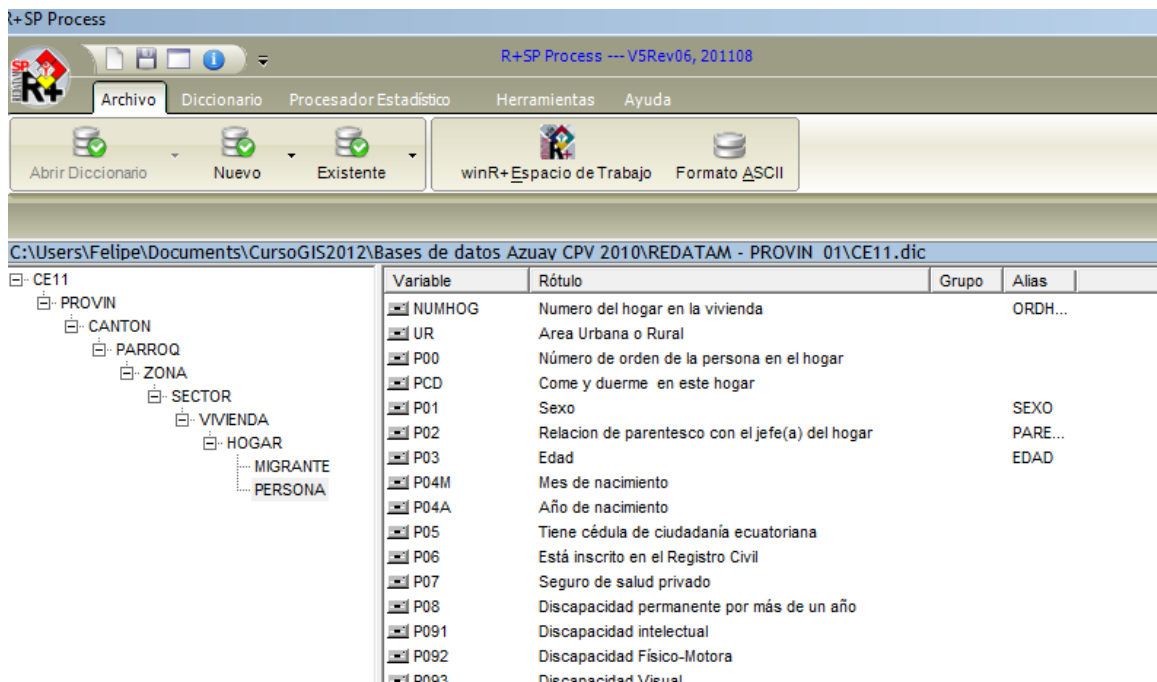 R+SP Process
R+SP Process --- V5Rev06, 201108
SP R+
REDATAM
Archivo Diccionario Procesador Estadístico Herramientas Ayuda
Abrir Diccionario Nuevo Existente winR+Espacio de Trabajo Formato ASCII
C:\Users\Felipe\Documents\CursoGIS2012\Bases de datos Azuay CPV 2010\REDATAM - PROVIN 01\CE11.dic
CE11
PROVIN
CANTON
PARROQ
ZONA
SECTOR
VIVIENDA
HOGAR
MIGRANTE
PERSONA
Variable Rótulo Grupo Alias
NUMHOG Numero del hogar en la vivienda ORDH...
UR Area Urbana o Rural
P00 Número de orden de la persona en el hogar
PCD Come y duerme en este hogar
P01 Sexo SEXO
P02 Relacion de parentesco con el jefe(a) del hogar PARE...
P03 Edad EDAD
P04M Mes de nacimiento
P04A Año de nacimiento
P05 Tiene cédula de ciudadanía ecuatoriana
P06 Está inscrito en el Registro Civil
P07 Seguro de salud privado
P08 Discapacidad permanente por más de un año
P091 Discapacidad intelectual
P092 Discapacidad Físico-Motora
P093 Discapacidad Visual